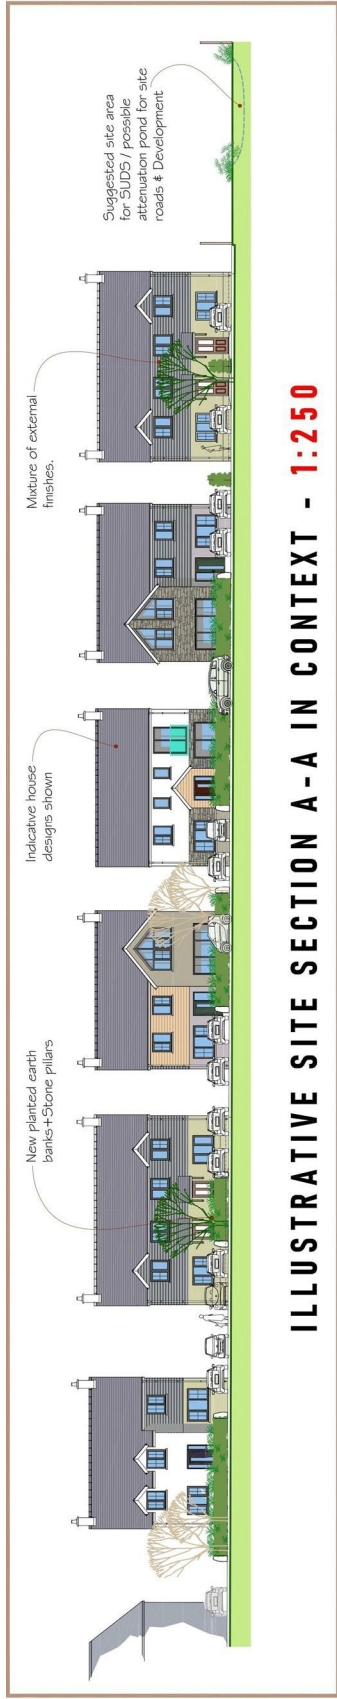 New planted earth
banks+Stone pillars
Indicative house
designs shown
Mixture of external
finishes.
Suggested site area
for SUDS / possible
attenuation pond for site
roads & Development
ILLUSTRATIVE SITE SECTION A-A IN CONTEXT - 1:250